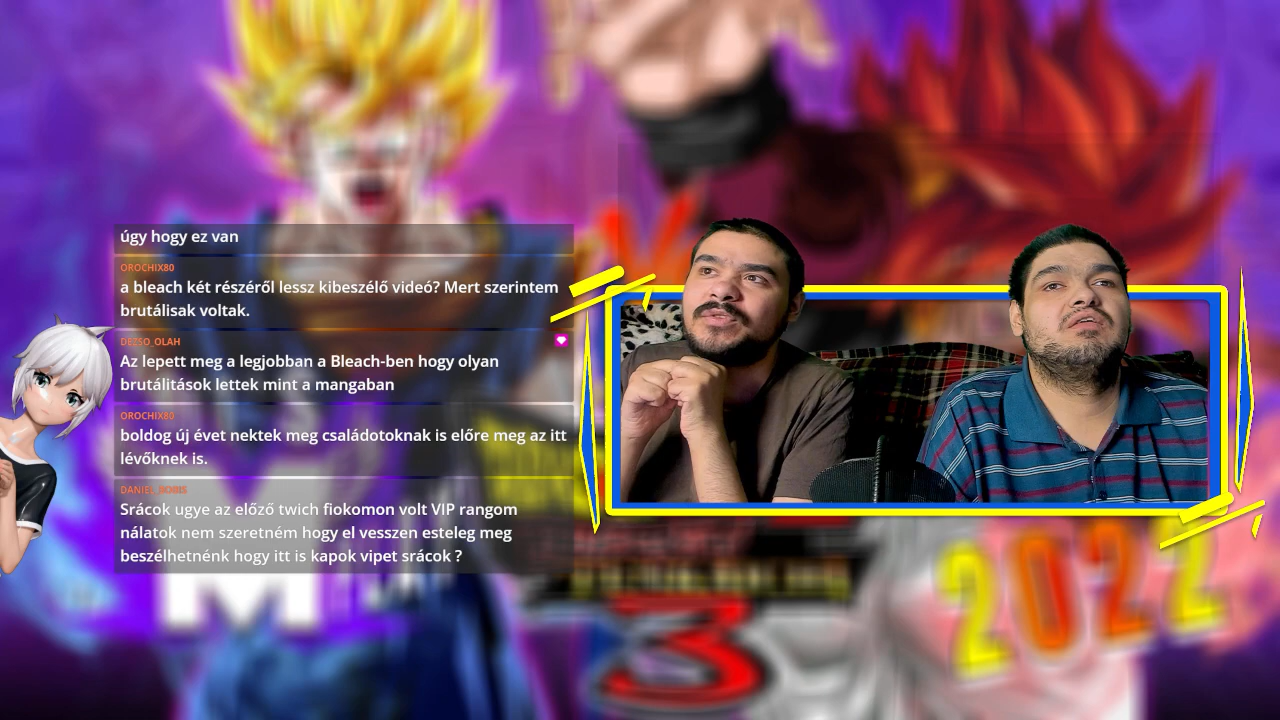 úgy hogy ez van
OROCHIX80
a bleach két részéről lessz kibeszélő videó? Mert szerintem
brutálisak voltak.
DEZSO_OLAH
Az lepett meg a legjobban a Bleach-ben hogy olyan
brutálitások lettek mint a mangaban
OROCHIX80
boldog új évet nektek meg családotoknak is előre meg az itt
lévőknek is.
DANIEL_BORIS
Srácok ugye az előző twich fiokomon volt VIP rangom
nálatok nem szeretném hogy el vesszen esteleg meg
beszélhetnénk hogy itt is kapok vipet srácok ?
M
3
2022